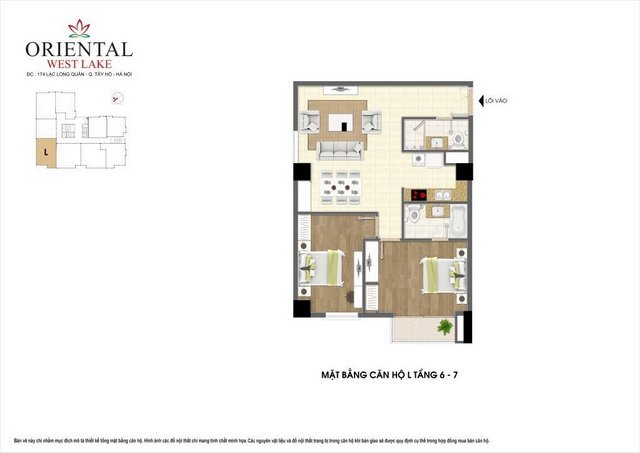 ORIENTAL
WEST LAKE
ĐC : 174 LẠC LONG QUÂN - Q. TÂY HỒ - HÀ NỘI
L
LỐI VÀO
MẶT BẰNG CĂN HỘ L TẦNG 6 - 7
Bản vẽ này chỉ nhằm mục đích mô tả thiết kế tổng mặt bằng căn hộ. Hình ảnh các đồ nội thất chỉ mang tính chất minh họa. Các nguyên vật liệu và đồ nội thất trang bị trong căn hộ khi bàn giao sẽ được quy định cụ thể trong hợp đồng mua bán căn hộ.